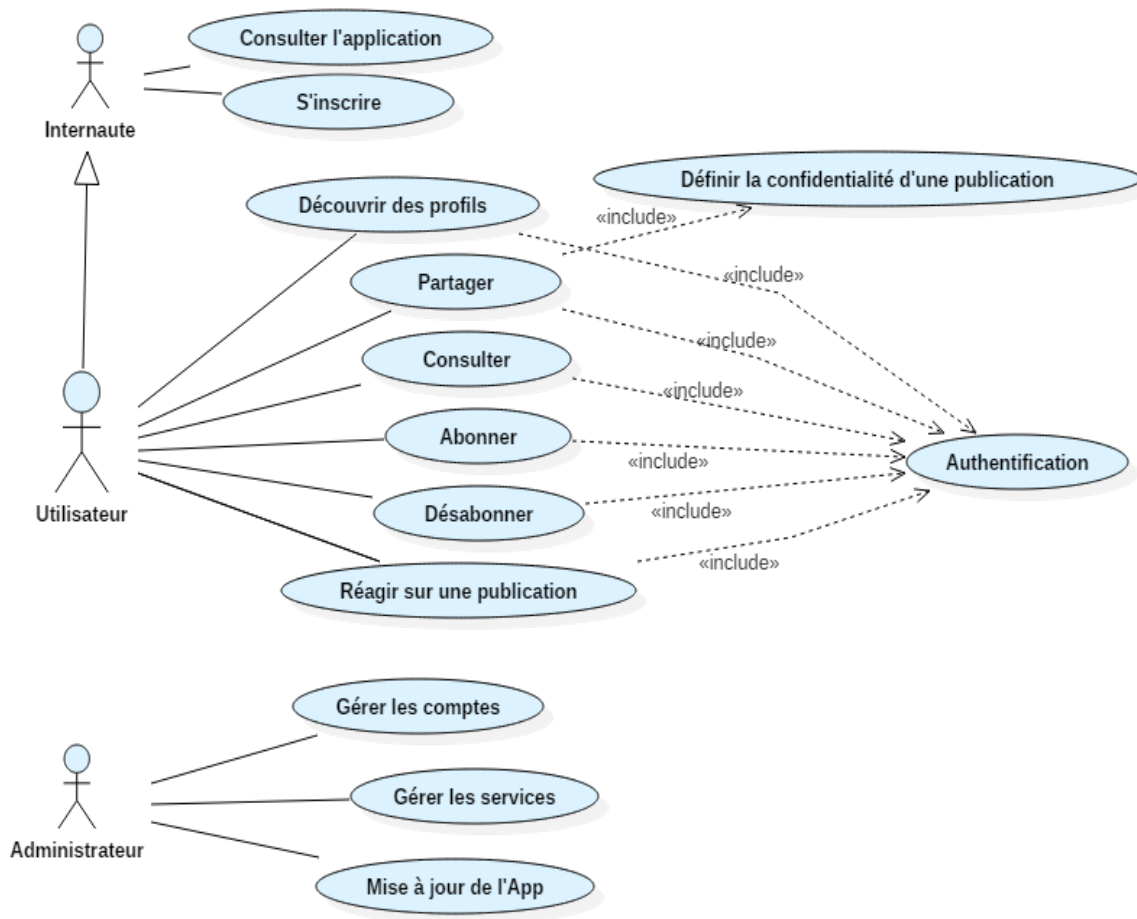 Consulter l'application
S'inscrire
Internaute
Définir la confidentialité d'une publication
Découvrir des profils
«include»
Partager
«include»
Consulter
«include»
«include»
Abonner
«include»
Authentification
Désabonner
«include»
Utilisateur
«include»
Réagir sur une publication
Gérer les comptes
Gérer les services
Administrateur
Mise à jour de l'App